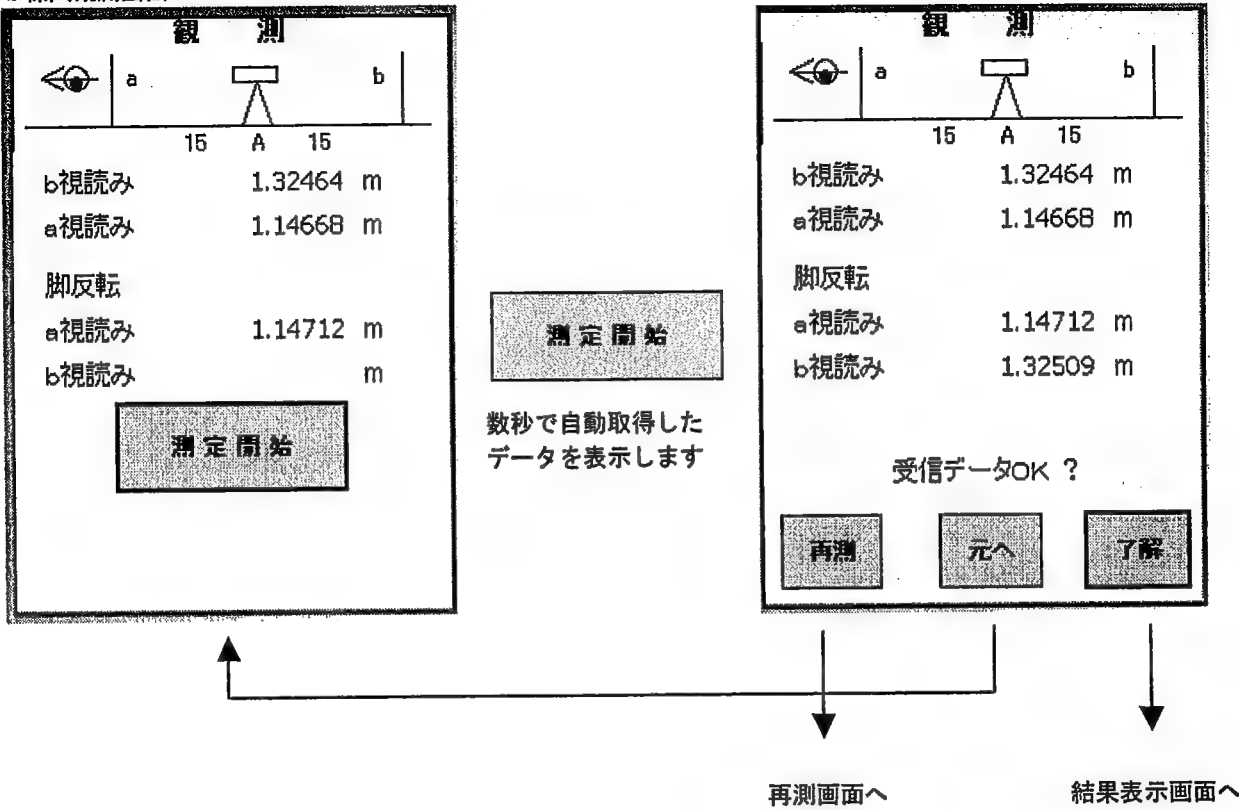 観 測
a b
15 A 15
b視読み 1.32464 m
a視読み 1.14668 m
脚反転
a視読み 1.14712 m
b視読み m
測定開始
測定開始
数秒で自動取得した
データを表示します
観 測
a b
15 A 15
b視読み 1.32464 m
a視読み 1.14668 m
脚反転
a視読み 1.14712 m
b視読み 1.32509 m
受信データOK ?
再測 元へ 了解
再測画面へ
結果表示画面へ